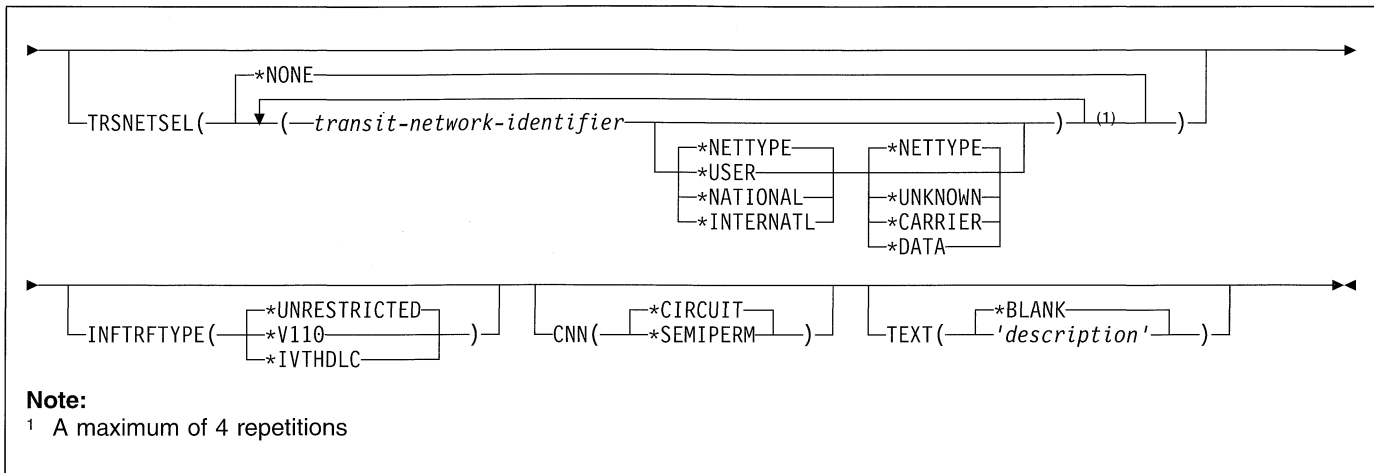 *NONE
TRSNETSEL( ( transit-network-identifier ) (1) )
*NETTYPE *NETTYPE
*USER
*NATIONAL *UNKNOWN
*INTERNATL *CARRIER
*DATA
*UNRESTRICTED *CIRCUIT *BLANK
INFTRFTYPE( *V110 ) CNN( *SEMIPERM ) TEXT( 'description' )
*IVTHDLC
Note:
1 A maximum of 4 repetitions